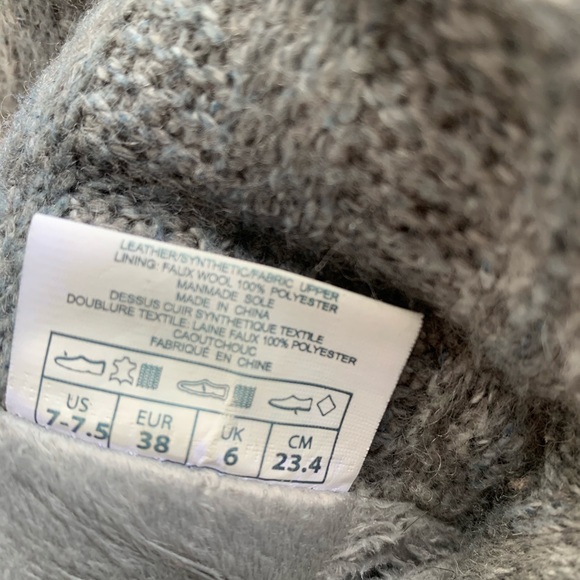 LEATHER/SYNTHETIC/FABRIC UPPER
LINING: FAUX WOOL 100% POLYESTER
MANMADE SOLE
MADE IN CHINA
DESSUS CUIR SYNTHETIQUE TEXTILE
DOUBLURE TEXTILE: LAINE FAUX 100% POLYESTER
CAOUTCHOUC
FABRIQUE EN CHINE
US EUR UK CM
7-7.5 38 6 23.4